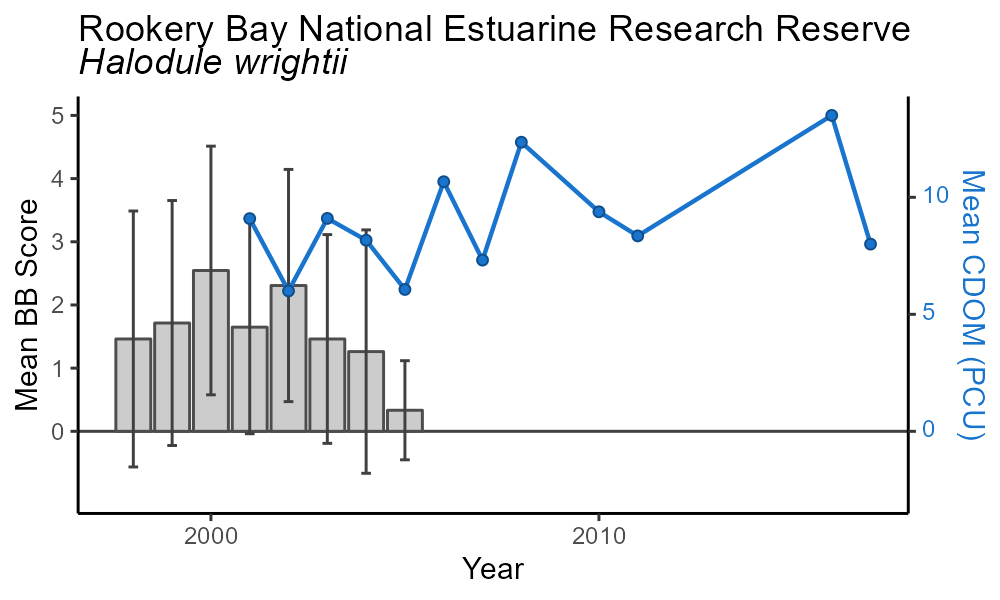 Rookery Bay National Estuarine Research Reserve
Halodule wrightii
5
4
3
2
1
0
Mean BB Score
10
5
0
Mean CDOM (PCU)
2000
2010
Year